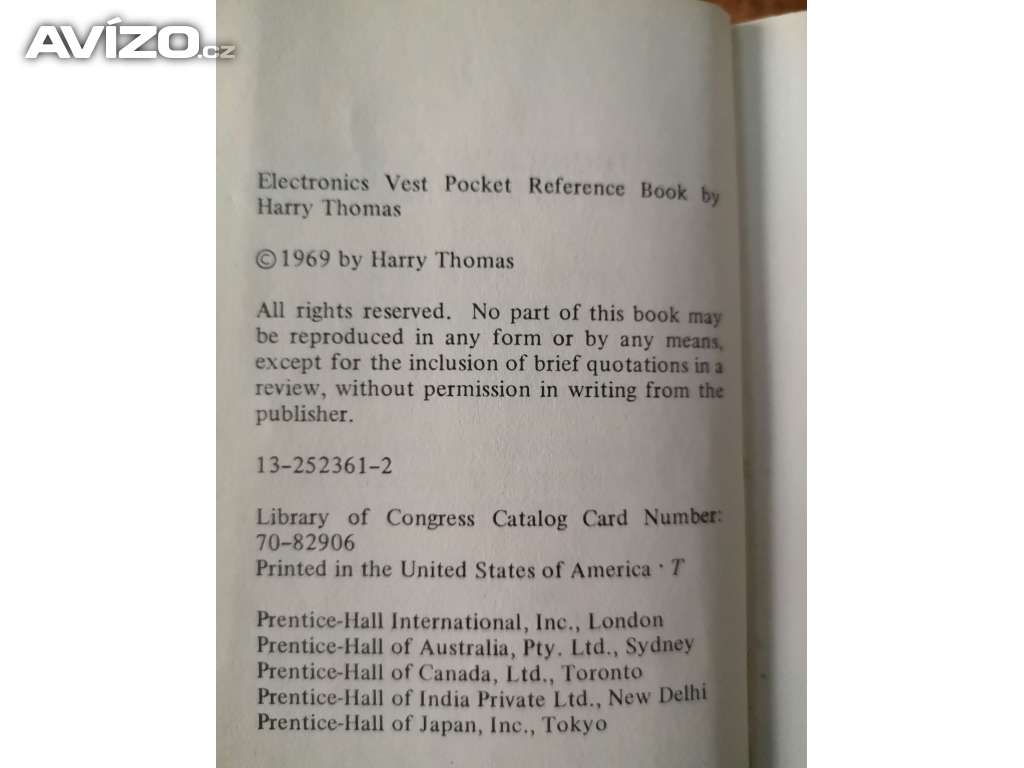 AVÍZO.cz
Electronics Vest Pocket Reference Book by
Harry Thomas
©1969 by Harry Thomas
All rights reserved. No part of this book may
be reproduced in any form or by any means,
except for the inclusion of brief quotations in a
review, without permission in writing from the
publisher.
13-252361-2
Library of Congress Catalog Card Number:
70-82906
Printed in the United States of America · T
Prentice-Hall International, Inc., London
Prentice-Hall of Australia, Pty. Ltd., Sydney
Prentice-Hall of Canada, Ltd., Toronto
Prentice-Hall of India Private Ltd., New Delhi
Prentice-Hall of Japan, Inc., Tokyo